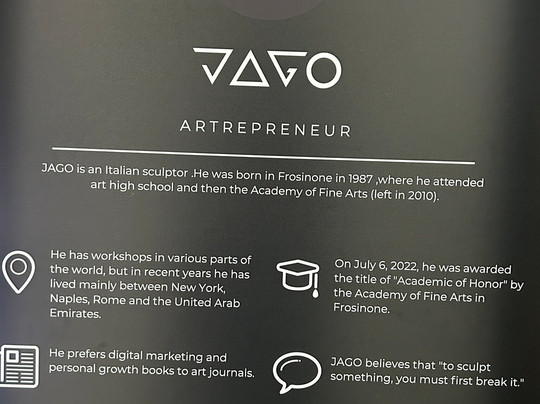 JAGO
ARTREPRENEUR
JAGO is an Italian sculptor .He was born in Frosinone in 1987 ,where he attended
art high school and then the Academy of Fine Arts (left in 2010).
He has workshops in various parts of
the world, but in recent years he has
lived mainly between New York,
Naples, Rome and the United Arab
Emirates.
On July 6, 2022, he was awarded
the title of "Academic of Honor" by
the Academy of Fine Arts in
Frosinone.
He prefers digital marketing and
personal growth books to art journals.
JAGO believes that "to sculpt
something, you must first break it."